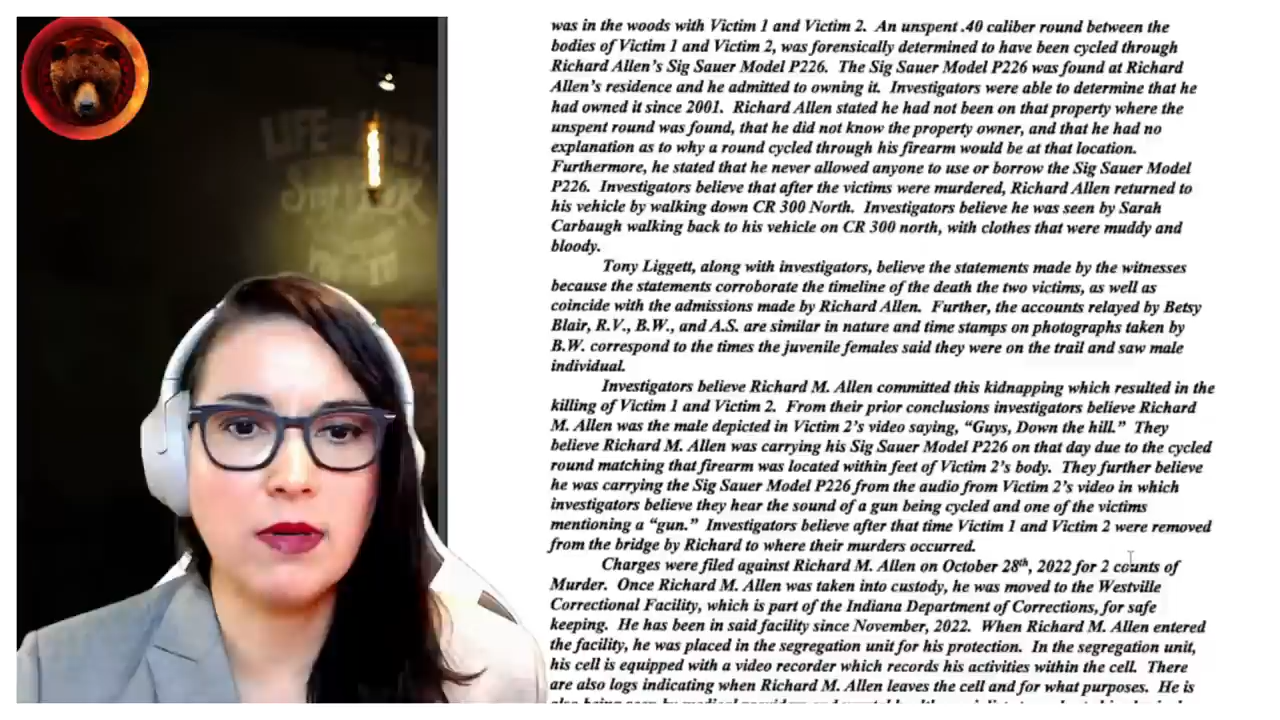 LIFE
was in the woods with Victim 1 and Victim 2.  An unspent .40 caliber round between the
bodies of Victim 1 and Victim 2, was forensically determined to have been cycled through
Richard Allen's Sig Sauer Model P226.  The Sig Sauer Model P226 was found at Richard
Allen's residence and he admitted to owning it.  Investigators were able to determine that he
had owned it since 2001.  Richard Allen stated he had not been on that property where the
unspent round was found, that he did not know the property owner, and that he had no
explanation as to why a round cycled through his firearm would be at that location.
Furthermore, he stated that he never allowed anyone to use or borrow the Sig Sauer Model
P226.  Investigators believe that after the victims were murdered, Richard Allen returned to
his vehicle by walking down CR 300 North.  Investigators believe he was seen by Sarah
Carbaugh walking back to his vehicle on CR 300 north, with clothes that were muddy and
bloody.
Tony Liggett, along with investigators, believe the statements made by the witnesses
because the statements corroborate the timeline of the death the two victims, as well as
coincide with the admissions made by Richard Allen.  Further, the accounts relayed by Betsy
Blair, R.V., B.W., and A.S. are similar in nature and time stamps on photographs taken by
B.W. correspond to the times the juvenile females said they were on the trail and saw male
individual.
Investigators believe Richard M. Allen committed this kidnapping which resulted in the
killing of Victim 1 and Victim 2.  From their prior conclusions investigators believe Richard
M. Allen was the male depicted in Victim 2's video saying, "Guys, Down the hill."  They
believe Richard M. Allen was carrying his Sig Sauer Model P226 on that day due to the cycled
round matching that firearm was located within feet of Victim 2's body.  They further believe
he was carrying the Sig Sauer Model P226 from the audio from Victim 2's video in which
investigators believe they hear the sound of a gun being cycled and one of the victims
mentioning a "gun."  Investigators believe after that time Victim 1 and Victim 2 were removed
from the bridge by Richard to where their murders occurred.
Charges were filed against Richard M. Allen on October 28th, 2022 for 2 counts of
Murder.  Once Richard M. Allen was taken into custody, he was moved to the Westville
Correctional Facility, which is part of the Indiana Department of Corrections, for safe
keeping.  He has been in said facility since November, 2022.  When Richard M. Allen entered
the facility, he was placed in the segregation unit for his protection.  In the segregation unit,
his cell is equipped with a video recorder which records his activities within the cell.  There
are also logs indicating when Richard M. Allen leaves the cell and for what purposes.  He is